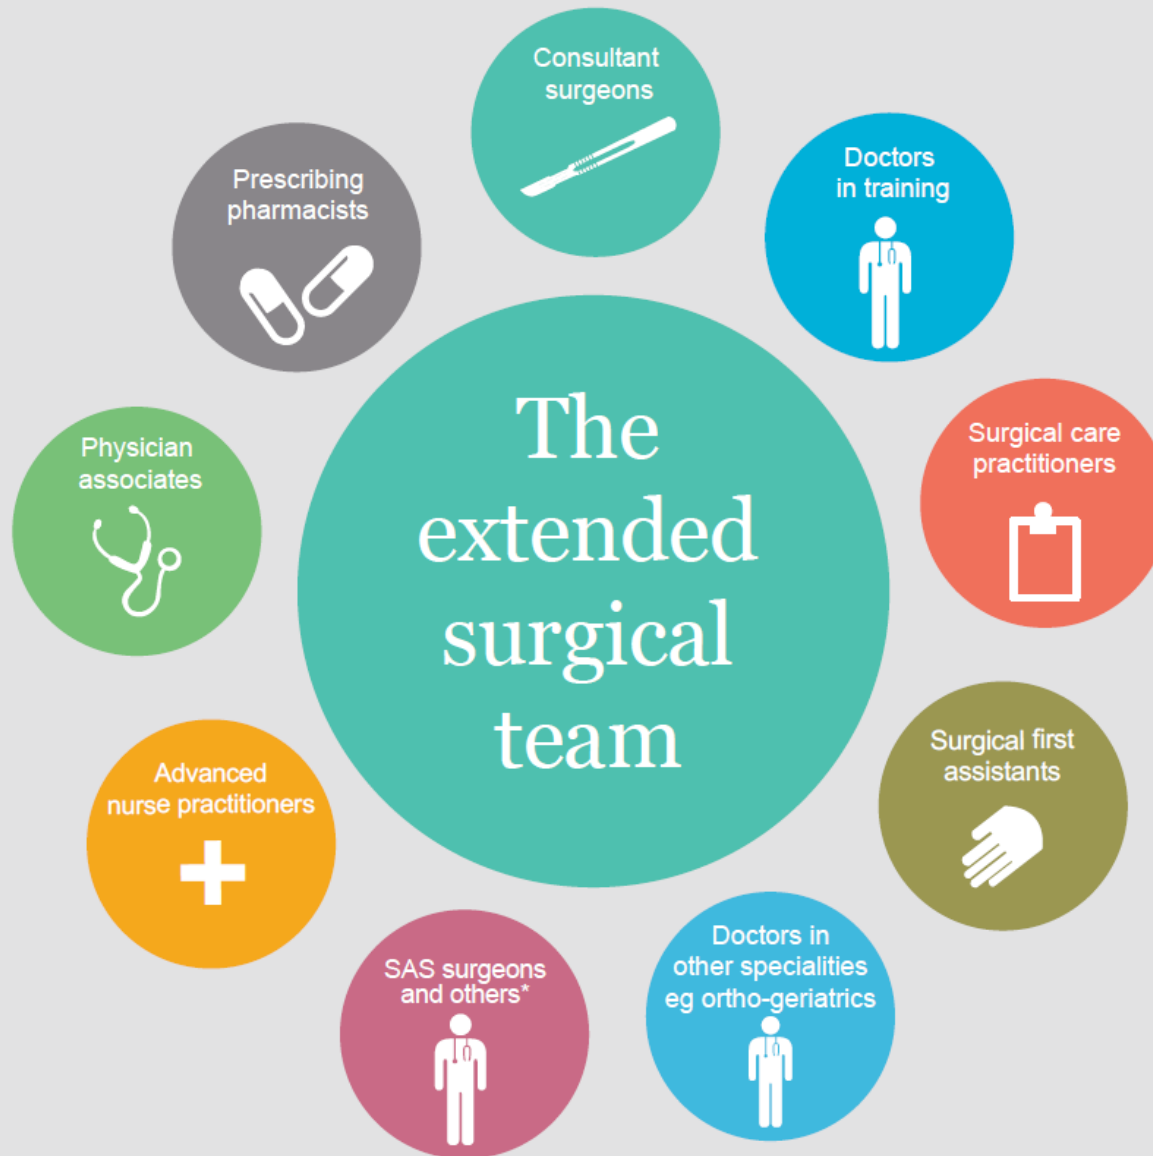 Consultant
surgeons
Doctors
in training
Surgical care
practitioners
Surgical first
assistants
Doctors in
other specialities
eg ortho-geriatrics
SAS surgeons
and others*
Advanced
nurse practitioners
Physician
associates
Prescribing
pharmacists
The
extended
surgical
team